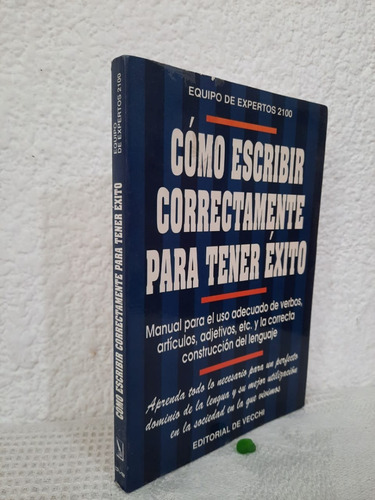 EQUIPO DE EXPERTOS 2100
CÓMO ESCRIBIR
CORRECTAMENTE
PARA TENER ÉXITO
Manual para el uso adecuado de verbos,
artículos, adjetivos, etc. y la correcta
construcción del lenguaje
Aprenda todo lo necesario para un perfecto
dominio de la lengua y su mejor utilización
en la sociedad en la que vivimos
EDITORIAL DE VECCHI
EQUIPO
DE EXPERTOS 2100
CÓMO ESCRIBIR CORRECTAMENTE PARA TENER ÉXITO